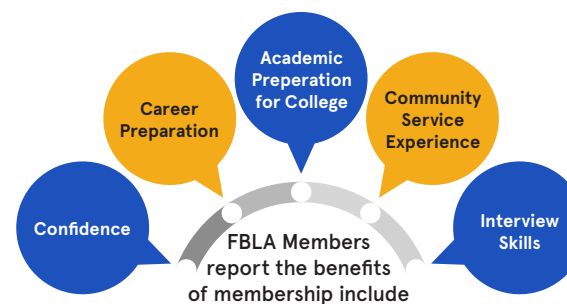 Confidence
Career
Preparation
Academic
Preperation
for College
Community
Service
Experience
Interview
Skills
FBLA Members
report the benefits
of membership include